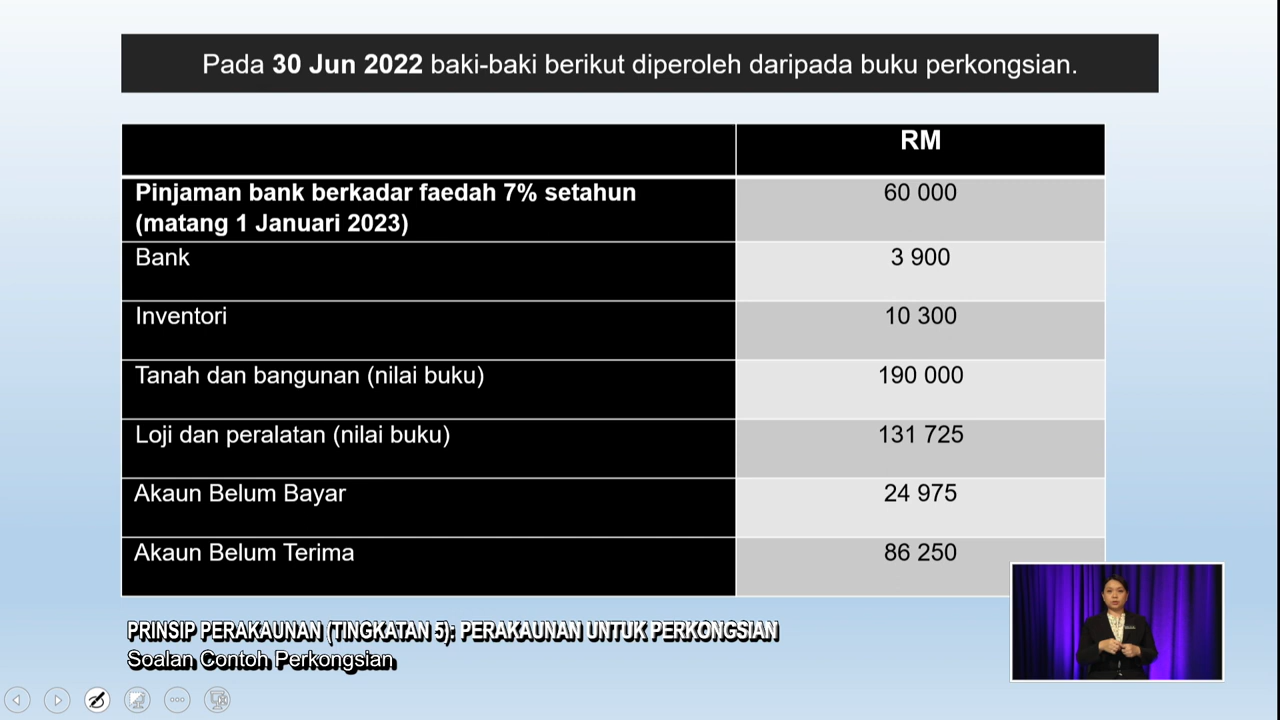 Pada 30 Jun 2022 baki-baki berikut diperoleh daripada buku perkongsian.
RM
Pinjaman bank berkadar faedah 7% setahun 60 000
(matang 1 Januari 2023)
Bank 3 900
Inventori 10 300
Tanah dan bangunan (nilai buku) 190 000
Loji dan peralatan (nilai buku) 131 725
Akaun Belum Bayar 24 975
Akaun Belum Terima 86 250
PRINSIP PERAKAUNAN (TINGKATAN 5): PERAKAUNAN UNTUK PERKONGSIAN
Soalan Contoh Perkongsian